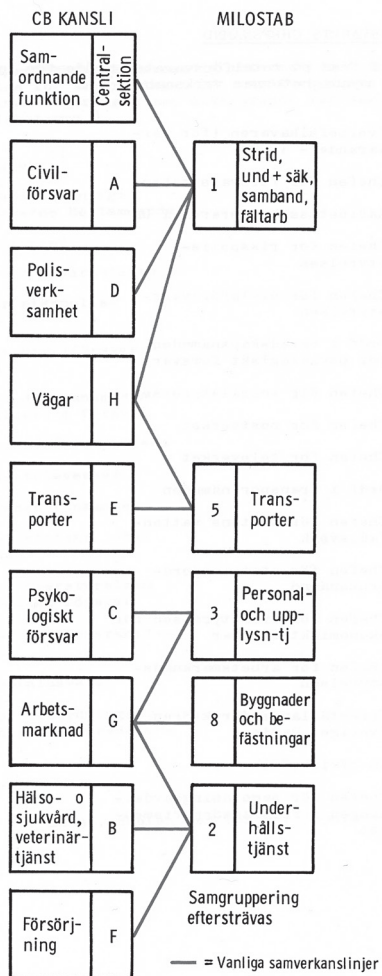 CB KANSLI
MILOSTAB
Sam-
ordnande
funktion
Central-
sektion
Civil-
försvar
A
1
Strid,
und + säk,
samband,
fältarb
Polis-
verk-
samhet
D
Vägar
H
Trans-
porter
E
5
Trans-
porter
Psyko-
logiskt
försvar
C
3
Personal-
och upp-
lysn-tj
Arbets-
marknad
G
8
Byggnader
och be-
fästningar
Hälso- o
sjukvård,
veterinär-
tjänst
B
2
Under-
hålls-
tjänst
Försörj-
ning
F
Samgruppering
eftersträvas
= Vanliga samverkanslinjer